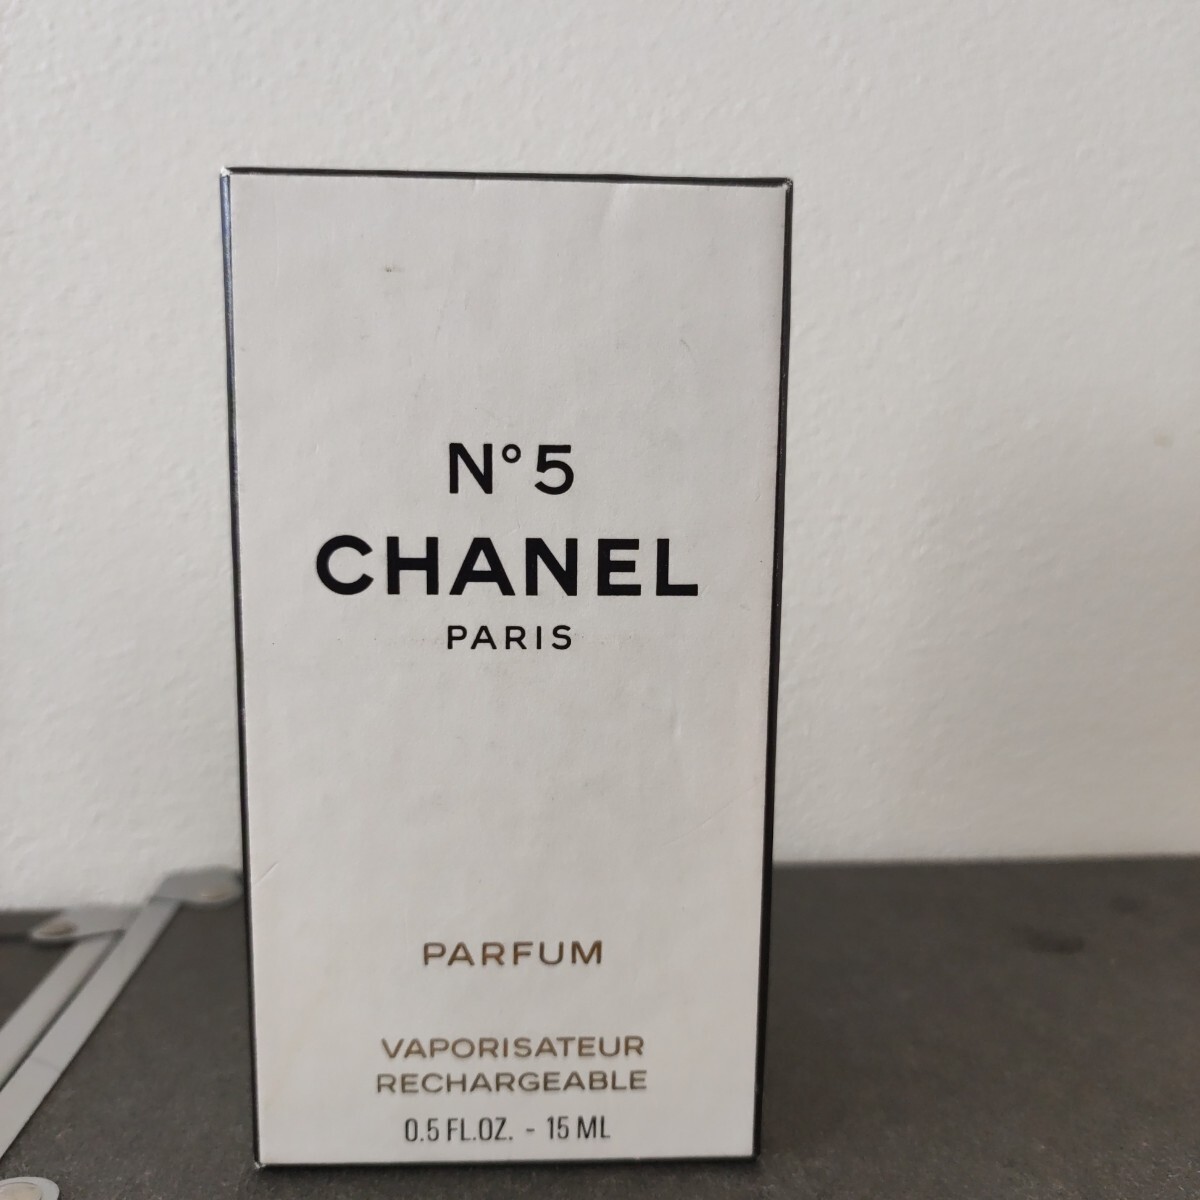 N° 5
CHANEL
PARIS
PARFUM
VAPORISATEUR
RECHARGEABLE
0.5 FL.OZ. - 15 ML